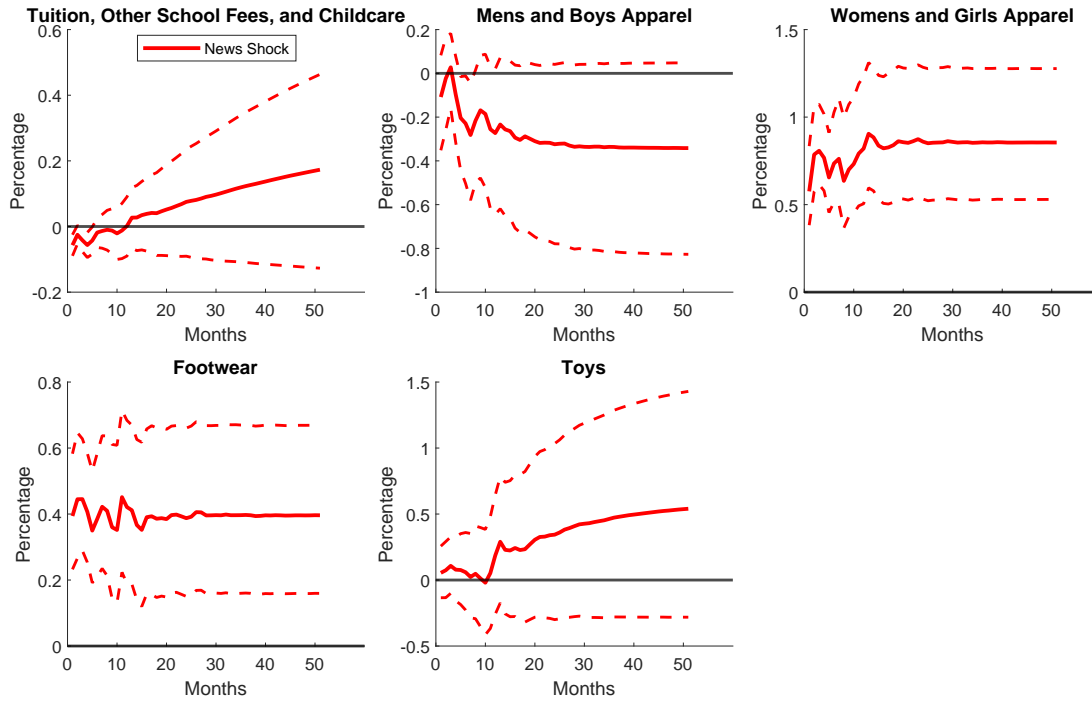 Tuition, Other School Fees, and Childcare
News Shock
Percentage
0.6
0.4
0.2
0
-0.2
0 10 20 30 40 50
Months
Mens and Boys Apparel
Percentage
0.2
0
-0.2
-0.4
-0.6
-0.8
-1
0 10 20 30 40 50
Months
Womens and Girls Apparel
Percentage
1.5
1
0.5
0
0 10 20 30 40 50
Months
Footwear
Percentage
0.8
0.6
0.4
0.2
0
0 10 20 30 40 50
Months
Toys
Percentage
1.5
1
0.5
0
-0.5
0 10 20 30 40 50
Months